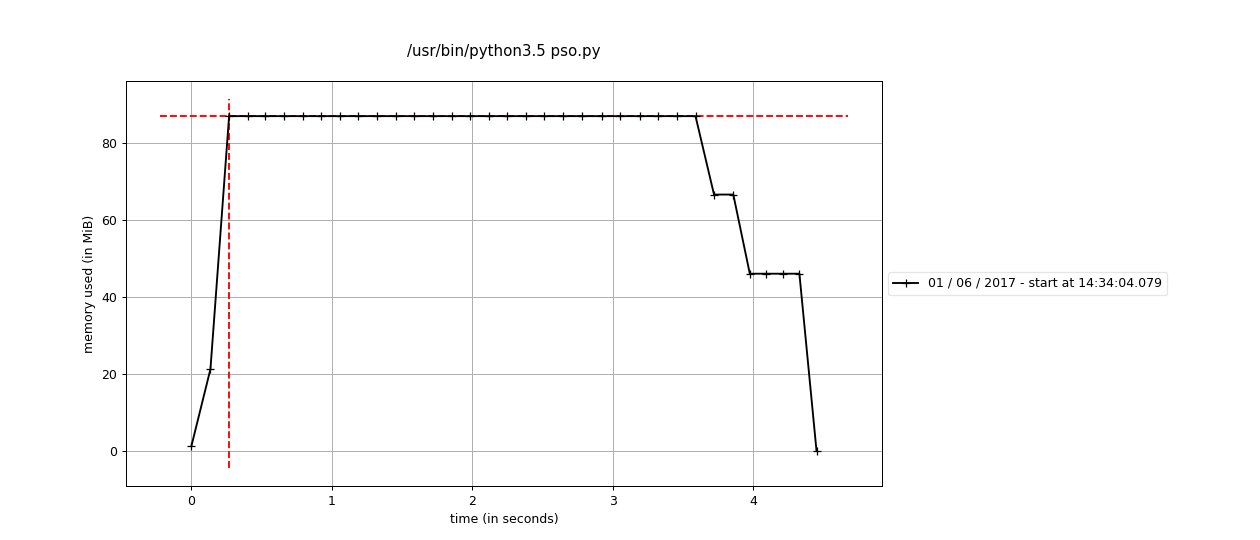 /usr/bin/python3.5 pso.py
80
60
40
20
0
memory used (in MiB)
0 1 2 3 4
time (in seconds)
01 / 06 / 2017 - start at 14:34:04.079